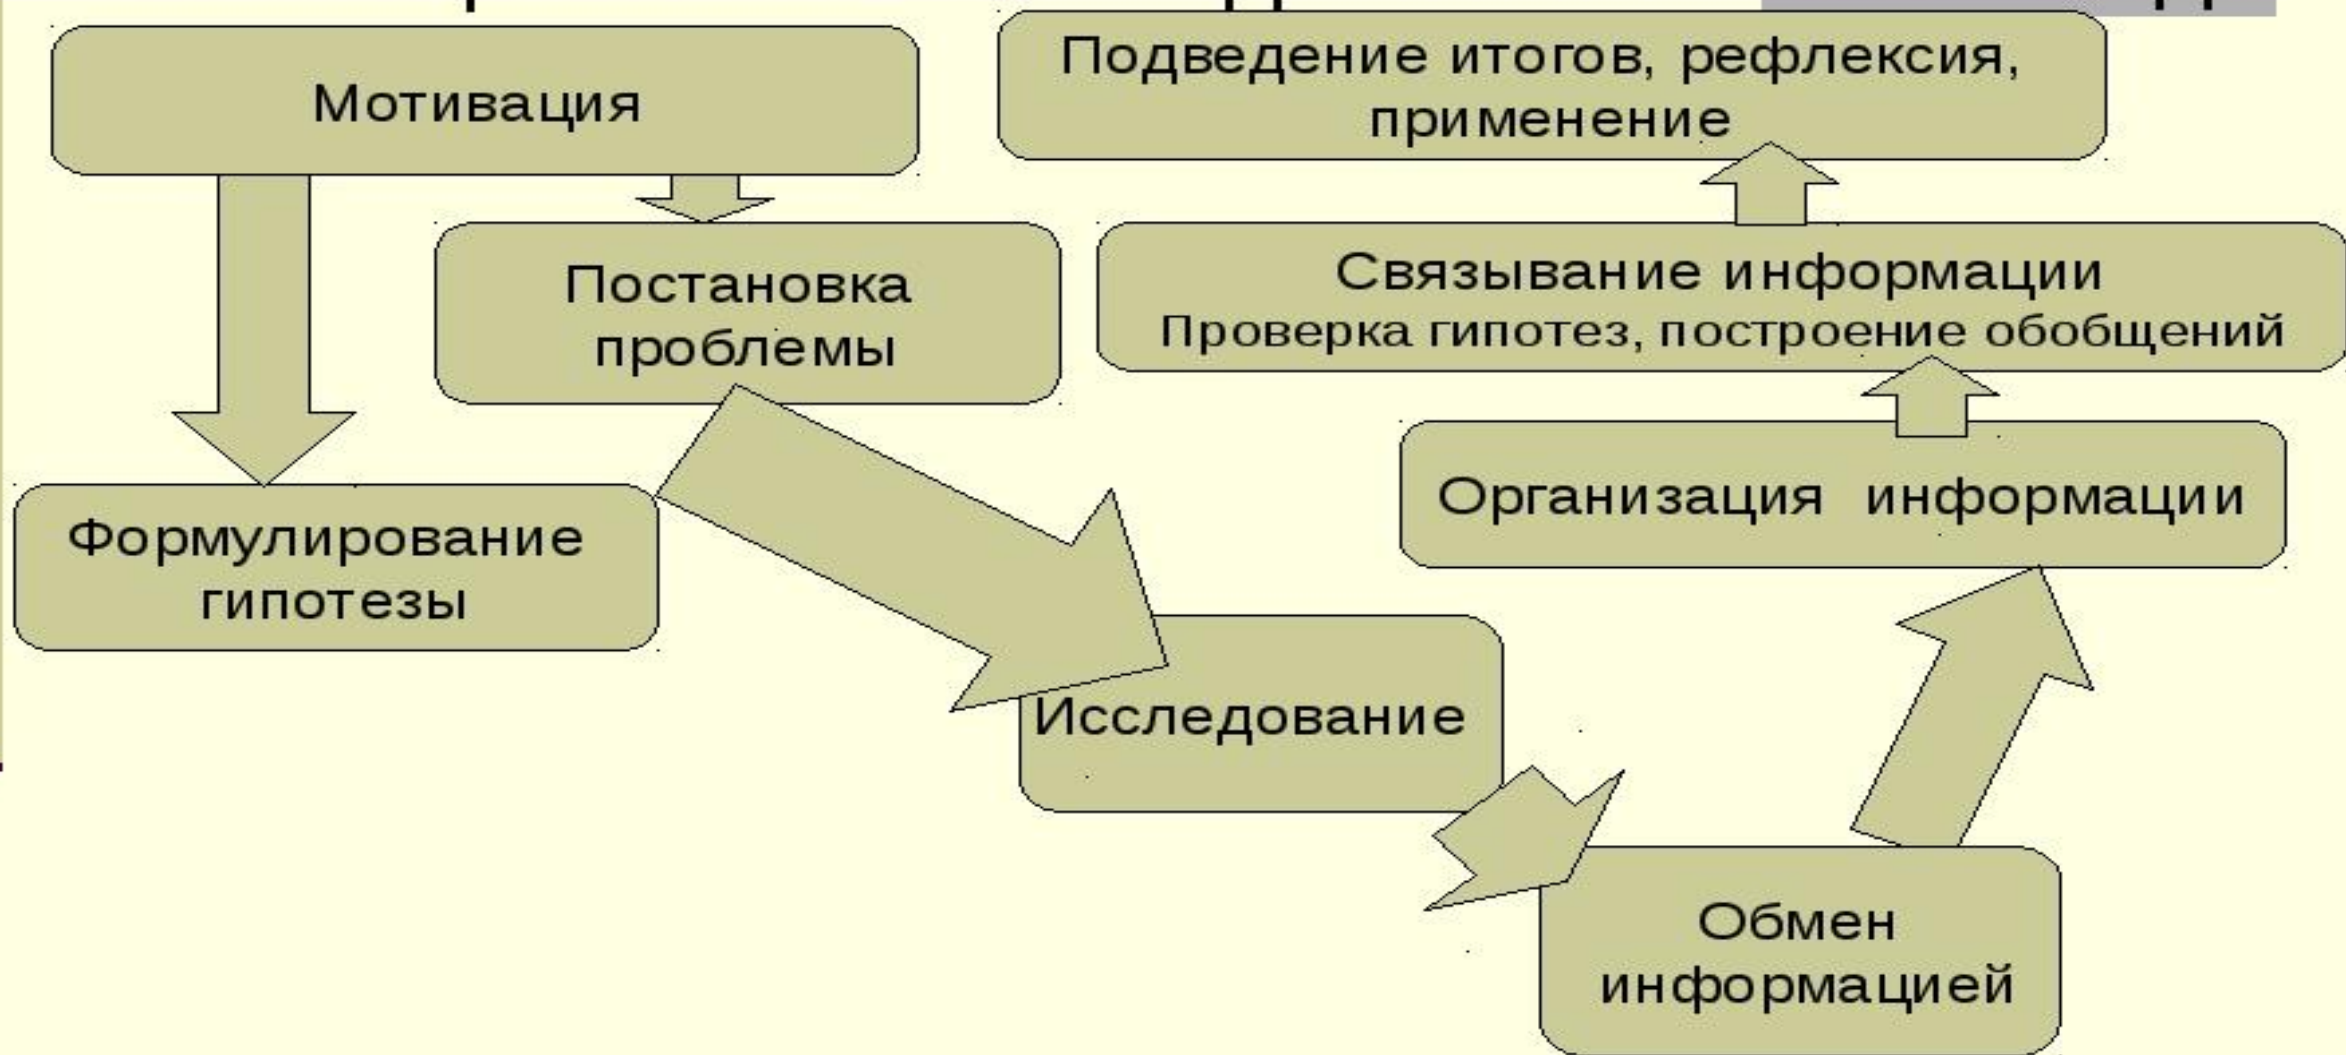 Мотивация
Постановка
проблемы
Формулирование
гипотезы
Исследование
Обмен
информацией
Организация информации
Связывание информации
Проверка гипотез, построение обобщений
Подведение итогов, рефлексия,
применение